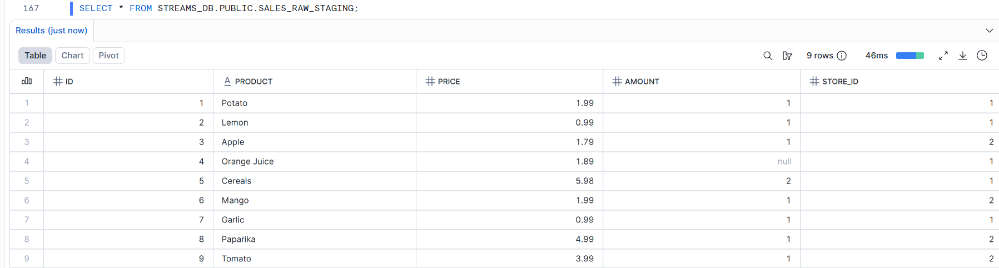 167 SELECT * FROM STREAMS_DB.PUBLIC.SALES_RAW_STAGING;
Results (just now)
Table Chart Pivot 9 rows 46ms
ID PRODUCT PRICE AMOUNT STORE_ID
1 1 Potato 1.99 1 1
2 2 Lemon 0.99 1 1
3 3 Apple 1.79 1 2
4 4 Orange Juice 1.89 null 1
5 5 Cereals 5.98 2 1
6 6 Mango 1.99 1 2
7 7 Garlic 0.99 1 1
8 8 Paprika 4.99 1 2
9 9 Tomato 3.99 1 2